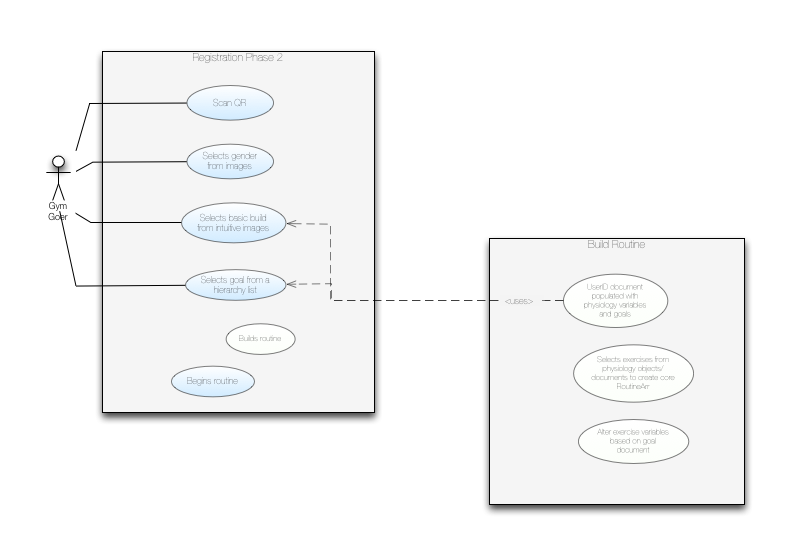 Registration Phase 2
Scan QR
Selects gender
from images
Gym
Goer
Selects basic build
from intuitive images
Selects goal from a
hierarchy list
Builds routine
Begins routine
Build Routine
<uses>
UserID document
populated with
physiology variables
and goals
Selects exercises from
physiology objects/
documents to create core
RoutineArr
Alter exercise variables
based on goal
document